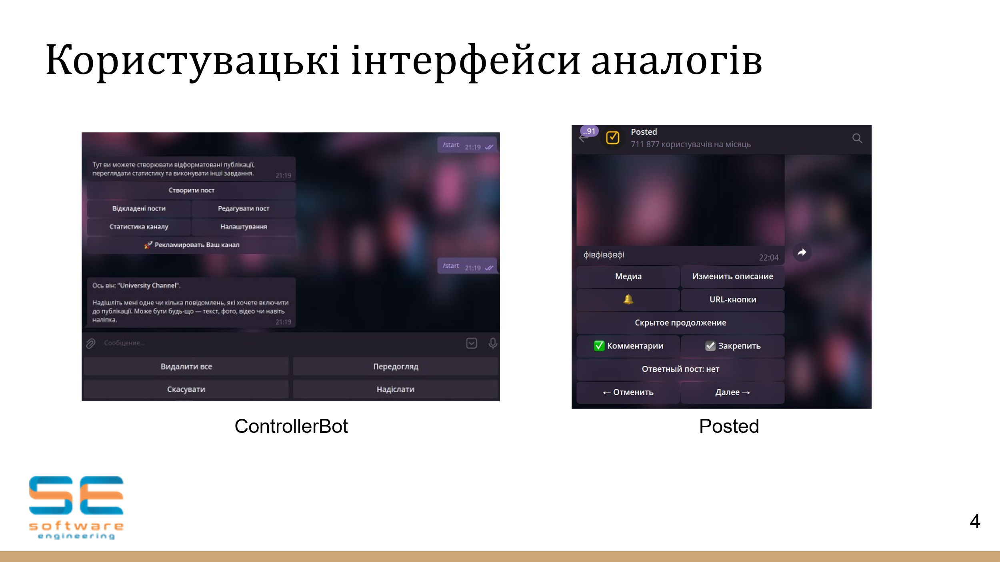 Користувацькі інтерфейси аналогів
/start 21:19
Тут ви можете створювати відформатовані публікації,
переглядати статистику та виконувати інші завдання.
21:19
Створити пост
Відкладені пости
Редагувати пост
Статистика каналу
Налаштування
🚀 Рекламировать Ваш канал
/start 21:19
Ось він: "University Channel".
Надішліть мені одне чи кілька повідомлень, які хочете включити
до публікації. Може бути будь-що — текст, фото, відео чи навіть
наліпка.
21:19
Сообщение...
Видалити все
Передогляд
Скасувати
Надіслати
ControllerBot
..91
Posted
711 877 користувачів на місяць
фівфівфвфі
22:04
Медиа
Изменить описание
🔔
URL-кнопки
Скрытое продолжение
✅ Комментарии
☑ Закрепить
Ответный пост: нет
← Отменить
Далее →
Posted
SE
software
engineering
4